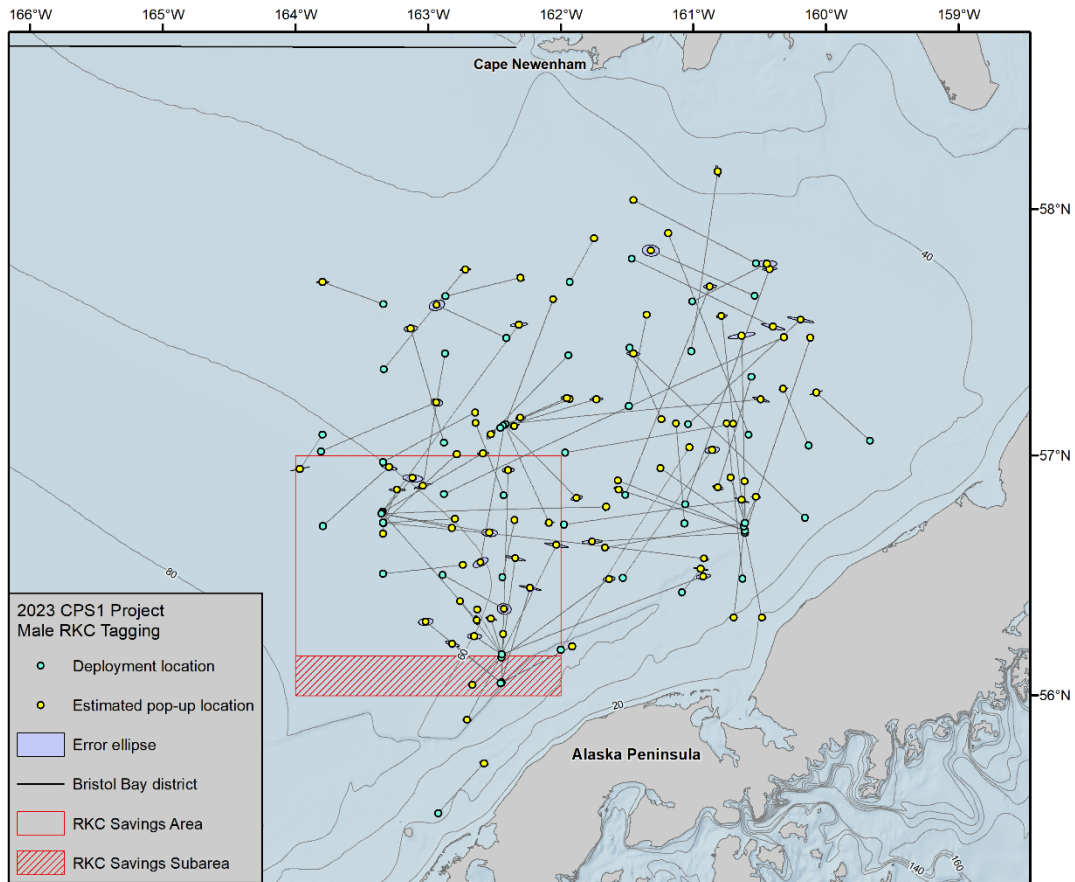 166°W 165°W 164°W 163°W 162°W 161°W 160°W 159°W
Cape Newenham
58°N
40
57°N
80
60
56°N
20
Alaska Peninsula
140
160
2023 CPS1 Project
Male RKC Tagging
Deployment location
Estimated pop-up location
Error ellipse
Bristol Bay district
RKC Savings Area
RKC Savings Subarea